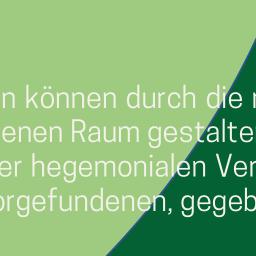 n können durch die
enen Raum gestalte
er hegemonialen Ver
orgefundenen, gegeb